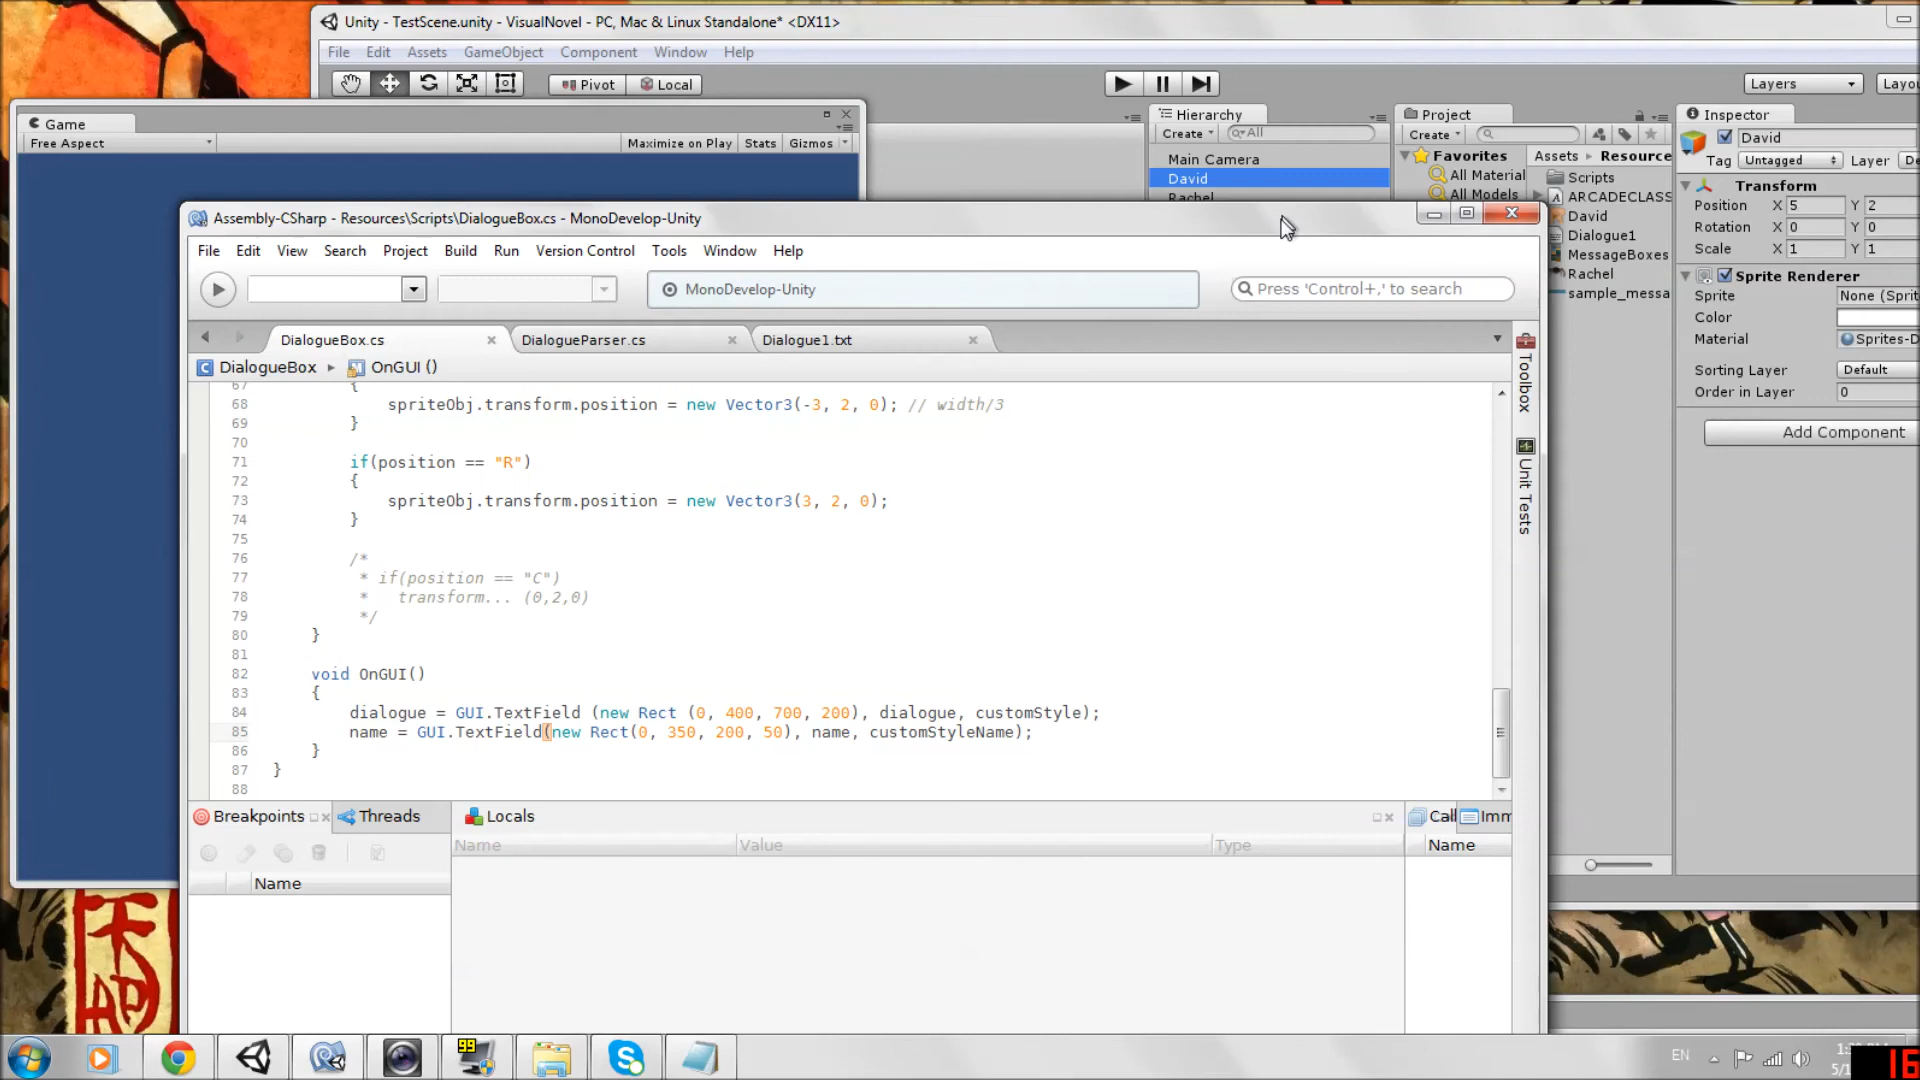 Unity - TestScene.unity - VisualNovel - PC, Mac & Linux Standalone* <DX11>
File Edit Assets GameObject Component Window Help
Pivot Local Layers
Game
Free Aspect Maximize on Play Stats Gizmos
Hierarchy
Create All
Main Camera
David
Rachel
Project
Create
Favorites
All Material
All Models
Assets Resource
Scripts
ARCADECLASS
David
Dialogue1
MessageBoxes
Rachel
sample_messa
Inspector
David
Tag Untagged Layer
Transform
Position X 5 Y 2
Rotation X 0 Y 0
Scale X 1 Y 1
Sprite Renderer
Sprite None (Sprit
Color
Material Sprites-D
Sorting Layer Default
Order in Layer 0
Add Component
Assembly-CSharp - Resources\Scripts\DialogueBox.cs - MonoDevelop-Unity
File Edit View Search Project Build Run Version Control Tools Window Help
MonoDevelop-Unity Press 'Control+,' to search
DialogueBox.cs DialogueParser.cs Dialogue1.txt
DialogueBox OnGUI ()
67 {
68 spriteObj.transform.position = new Vector3(-3, 2, 0); // width/3
69 }
70
71 if(position == "R")
72 {
73 spriteObj.transform.position = new Vector3(3, 2, 0);
74 }
75
76 /*
77 * if(position == "C")
78 * transform... (0,2,0)
79 */
80 }
81
82 void OnGUI()
83 {
84 dialogue = GUI.TextField (new Rect (0, 400, 700, 200), dialogue, customStyle);
85 name = GUI.TextField(new Rect(0, 350, 200, 50), name, customStyleName);
86 }
87 }
88
Toolbox
Unit Tests
Breakpoints Threads
Name
Locals
Name Value Type
Call Imm
Name
99
EN
16